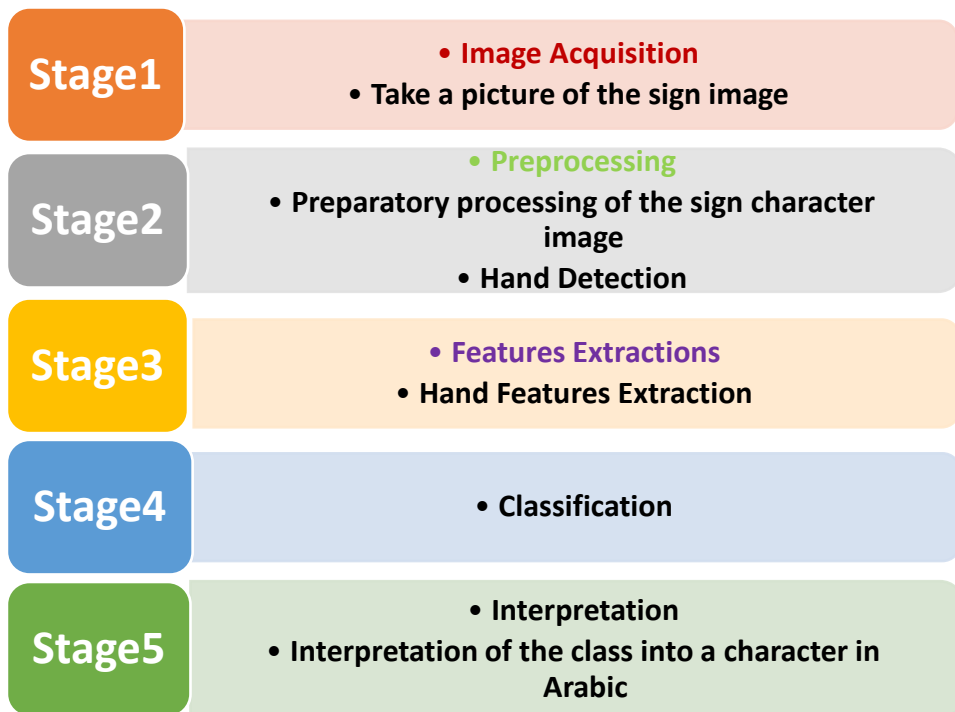 Stage1
• Image Acquisition
• Take a picture of the sign image
Stage2
• Preprocessing
• Preparatory processing of the sign character
image
• Hand Detection
Stage3
• Features Extractions
• Hand Features Extraction
Stage4
• Classification
Stage5
• Interpretation
• Interpretation of the class into a character in
Arabic